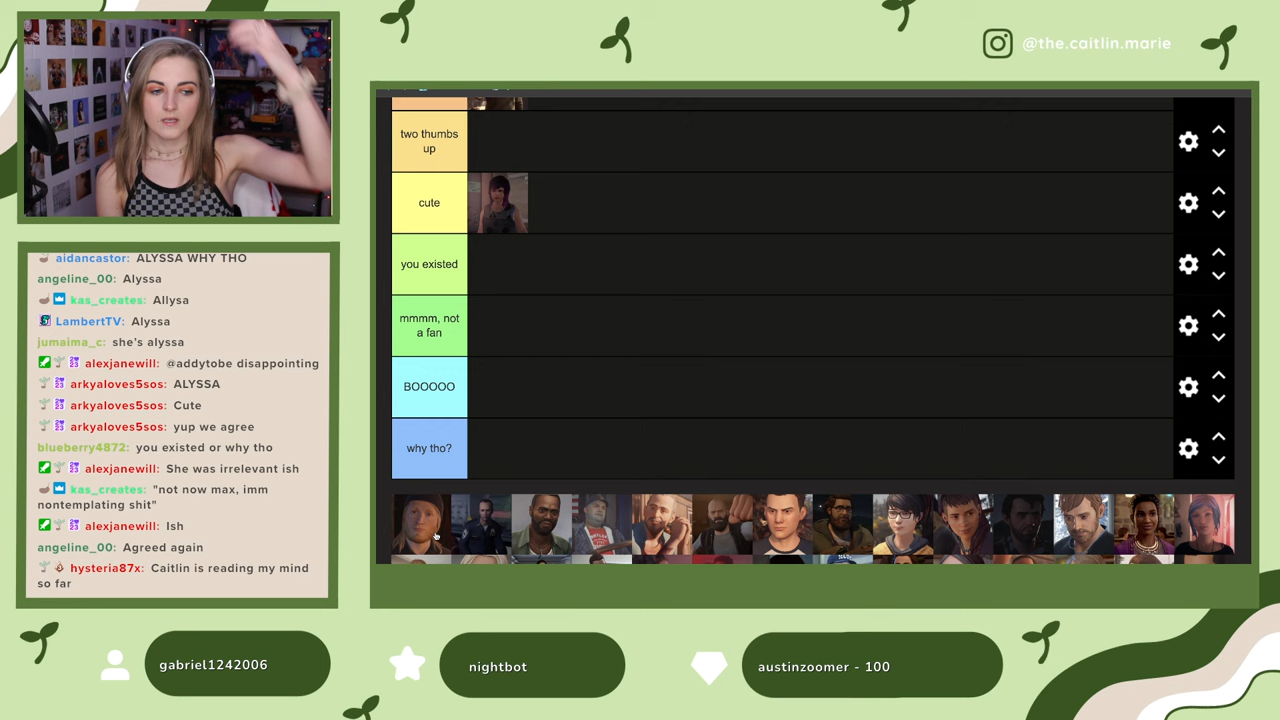 @the.caitlin.marie
two thumbs
up
cute
you existed
mmmm, not
a fan
BOOOOO
why tho?
aidancastor: ALYSSA WHY THO
angeline_00: Alyssa
kas_creates: Allysa
LambertTV: Alyssa
jumaima_c: she's alyssa
alexjanewill: @addytobe disappointing
arkyaloves5sos: ALYSSA
arkyaloves5sos: Cute
arkyaloves5sos: yup we agree
blueberry4872: you existed or why tho
alexjanewill: She was irrelevant ish
kas_creates: "not now max, imm
nontemplating shit"
alexjanewill: Ish
angeline_00: Agreed again
hysteria87x: Caitlin is reading my mind
so far
gabriel1242006
nightbot
austinzoomer - 100